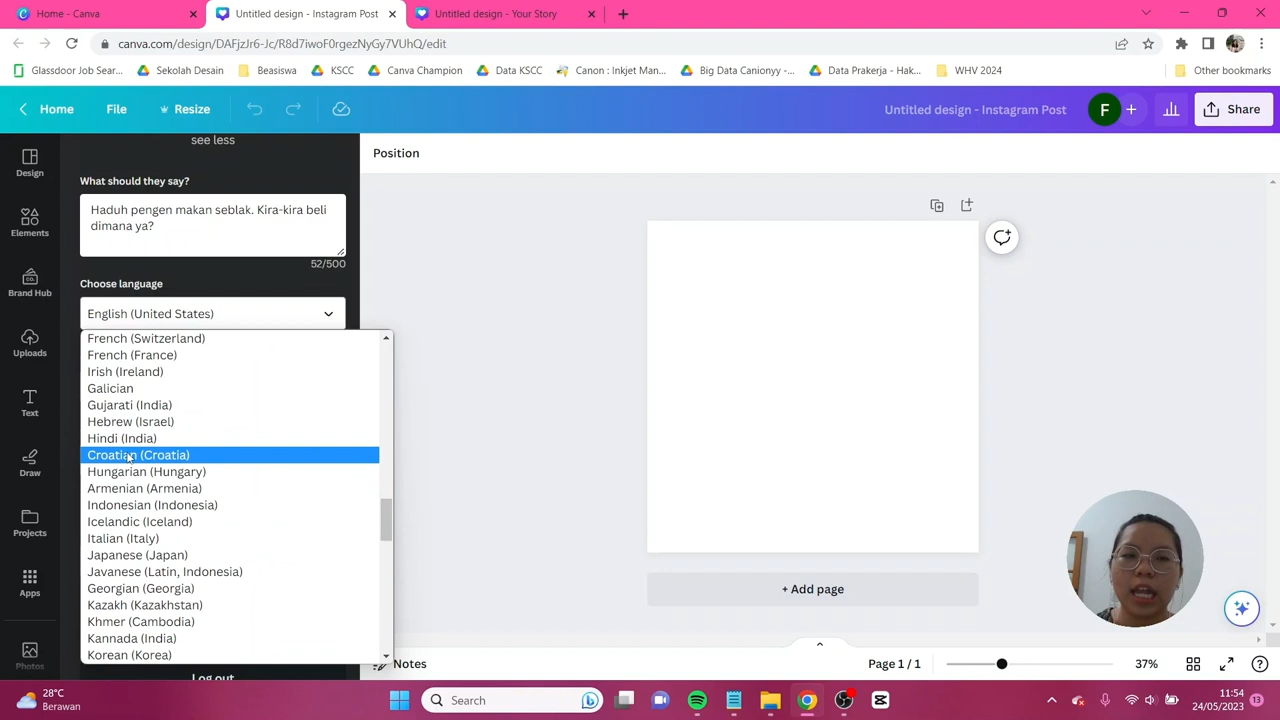 Home - Canva
Untitled design - Instagram Post
Untitled design - Your Story
canva.com/design/DAFjzJr6-Jc/R8d7iwoF0rgezNyGy7VUhQ/edit
Glassdoor Job Sear...
Sekolah Desain
Beasiswa
KSCC
Canva Champion
Data KSCC
Canon : Inkjet Man...
Big Data Canionyy -...
Data Prakerja - Hak...
WHV 2024
Other bookmarks
Home
File
Resize
Untitled design - Instagram Post
F
Share
Design
Elements
Brand Hub
CO.
Uploads
Text
Draw
Projects
Apps
Photos
see less
What should they say?
Haduh pengen makan seblak. Kira-kira beli
dimana ya?
52/500
Choose language
English (United States)
French (Switzerland)
French (France)
Irish (Ireland)
Galician
Gujarati (India)
Hebrew (Israel)
Hindi (India)
Croatian (Croatia)
Hungarian (Hungary)
Armenian (Armenia)
Indonesian (Indonesia)
Icelandic (Iceland)
Italian (Italy)
Japanese (Japan)
Javanese (Latin, Indonesia)
Georgian (Georgia)
Kazakh (Kazakhstan)
Khmer (Cambodia)
Kannada (India)
Korean (Korea)
Log out
Position
+ Add page
Notes
Page 1 / 1
37%
28°C
Berawan
Search
11:54
24/05/2023
13